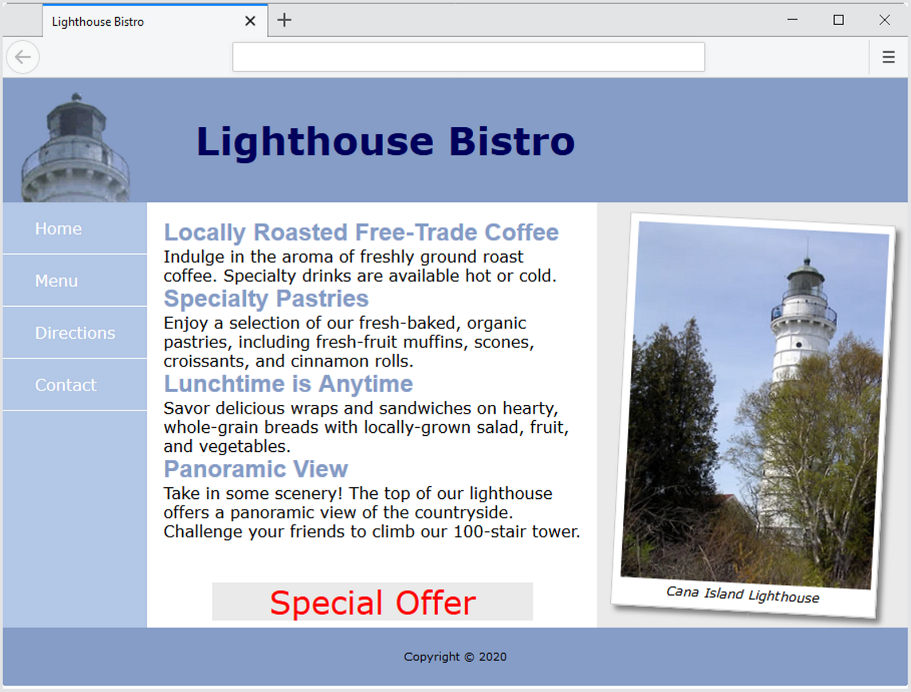 Lighthouse Bistro
Lighthouse Bistro
Home
Menu
Directions
Contact
Locally Roasted Free-Trade Coffee
Indulge in the aroma of freshly ground roast
coffee. Specialty drinks are available hot or cold.
Specialty Pastries
Enjoy a selection of our fresh-baked, organic
pastries, including fresh-fruit muffins, scones,
croissants, and cinnamon rolls.
Lunchtime is Anytime
Savor delicious wraps and sandwiches on hearty,
whole-grain breads with locally-grown salad, fruit,
and vegetables.
Panoramic View
Take in some scenery! The top of our lighthouse
offers a panoramic view of the countryside.
Challenge your friends to climb our 100-stair tower.
Special Offer
Cana Island Lighthouse
Copyright © 2020